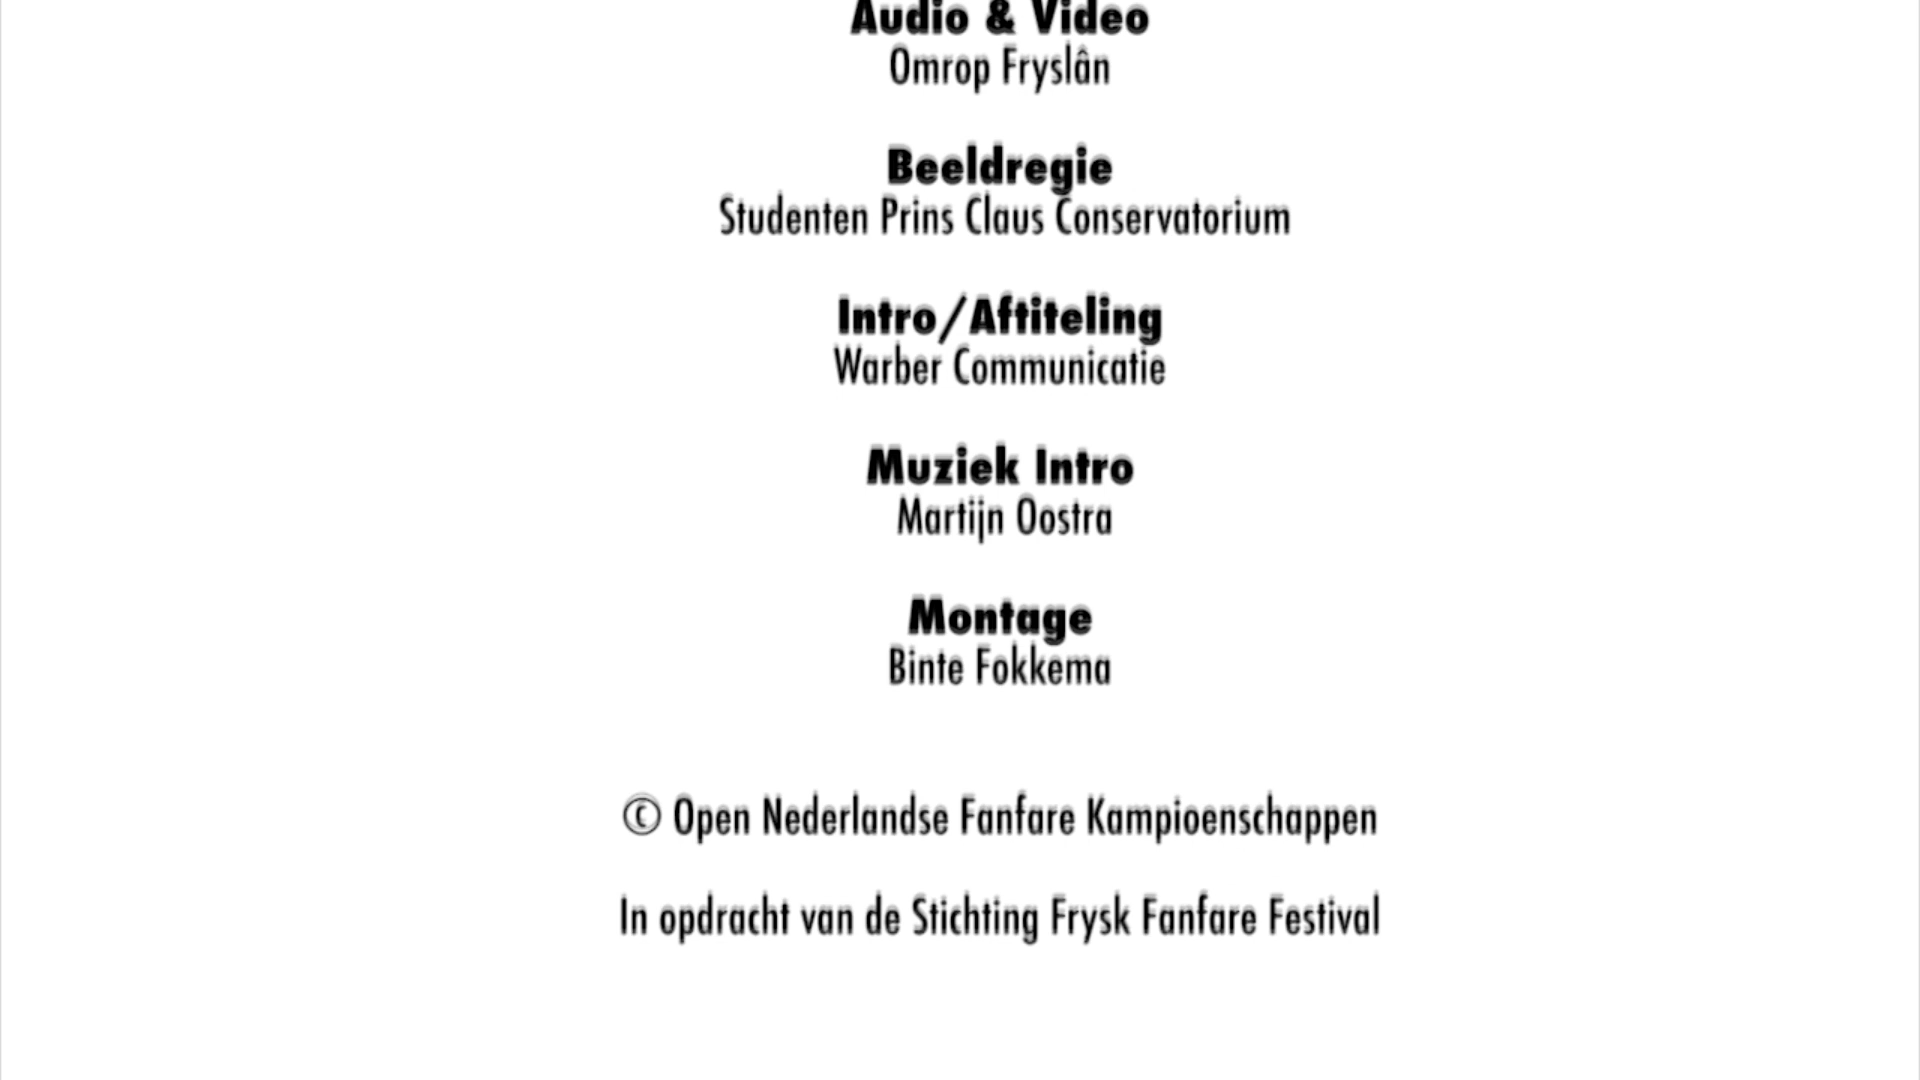 Audio & Video
Omrop Fryslân
Beeldregie
Studenten Prins Claus Conservatorium
Intro/Aftiteling
Warber Communicatie
Muziek Intro
Martijn Oostra
Montage
Binte Fokkema
© Open Nederlandse Fanfare Kampioenschappen
In opdracht van de Stichting Frysk Fanfare Festival